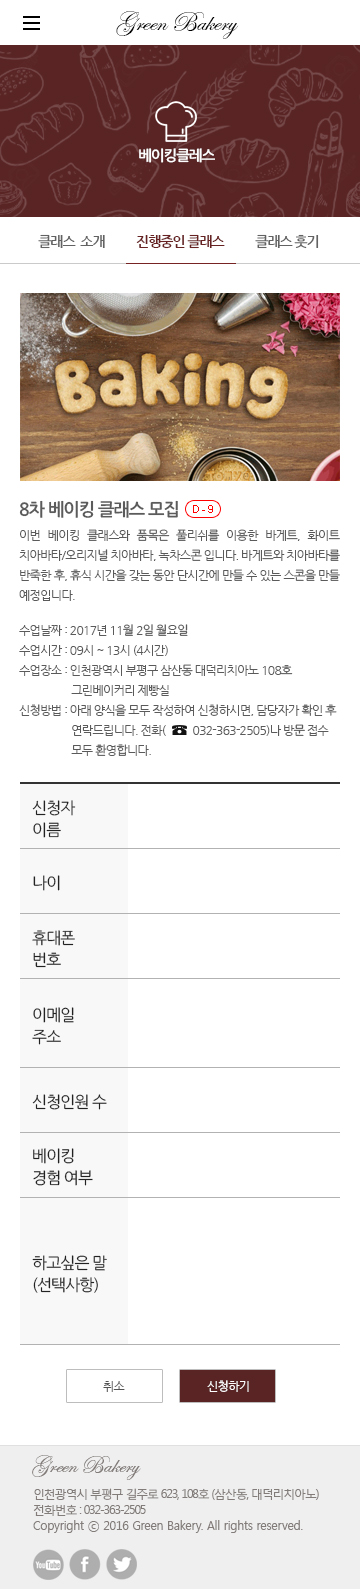 Green Bakery
베이킹클래스
클래스 소개 진행중인 클래스 클래스 훗기
Baking
8차 베이킹 클래스 모집 D-9
이번 베이킹 클래스와 품목은 풀리쉬를 이용한 바게트, 화이트
치아바타/오리지널 치아바타, 녹차스콘 입니다. 바게트와 치아바타를
반죽한 후, 휴식 시간을 갖는 동안 단시간에 만들 수 있는 스콘을 만들
예정입니다.
수업날짜 : 2017년 11월 2일 월요일
수업시간 : 09시 ~ 13시 (4시간)
수업장소 : 인천광역시 부평구 삼산동 대덕리치아노 108호
그린베이커리 제빵실
신청방법 : 아래 양식을 모두 작성하여 신청하시면, 담당자가 확인 후
연락드립니다. 전화( ☎ 032-363-2505)나 방문 접수
모두 환영합니다.
신청자
이름
나이
휴대폰
번호
이메일
주소
신청인원 수
베이킹
경험 여부
하고싶은 말
(선택사항)
취소 신청하기
Green Bakery
인천광역시 부평구 길주로 623, 108호 (삼산동, 대덕리치아노)
전화번호 : 032-363-2505
Copyright ⓒ 2016 Green Bakery. All rights reserved.
You Tube f